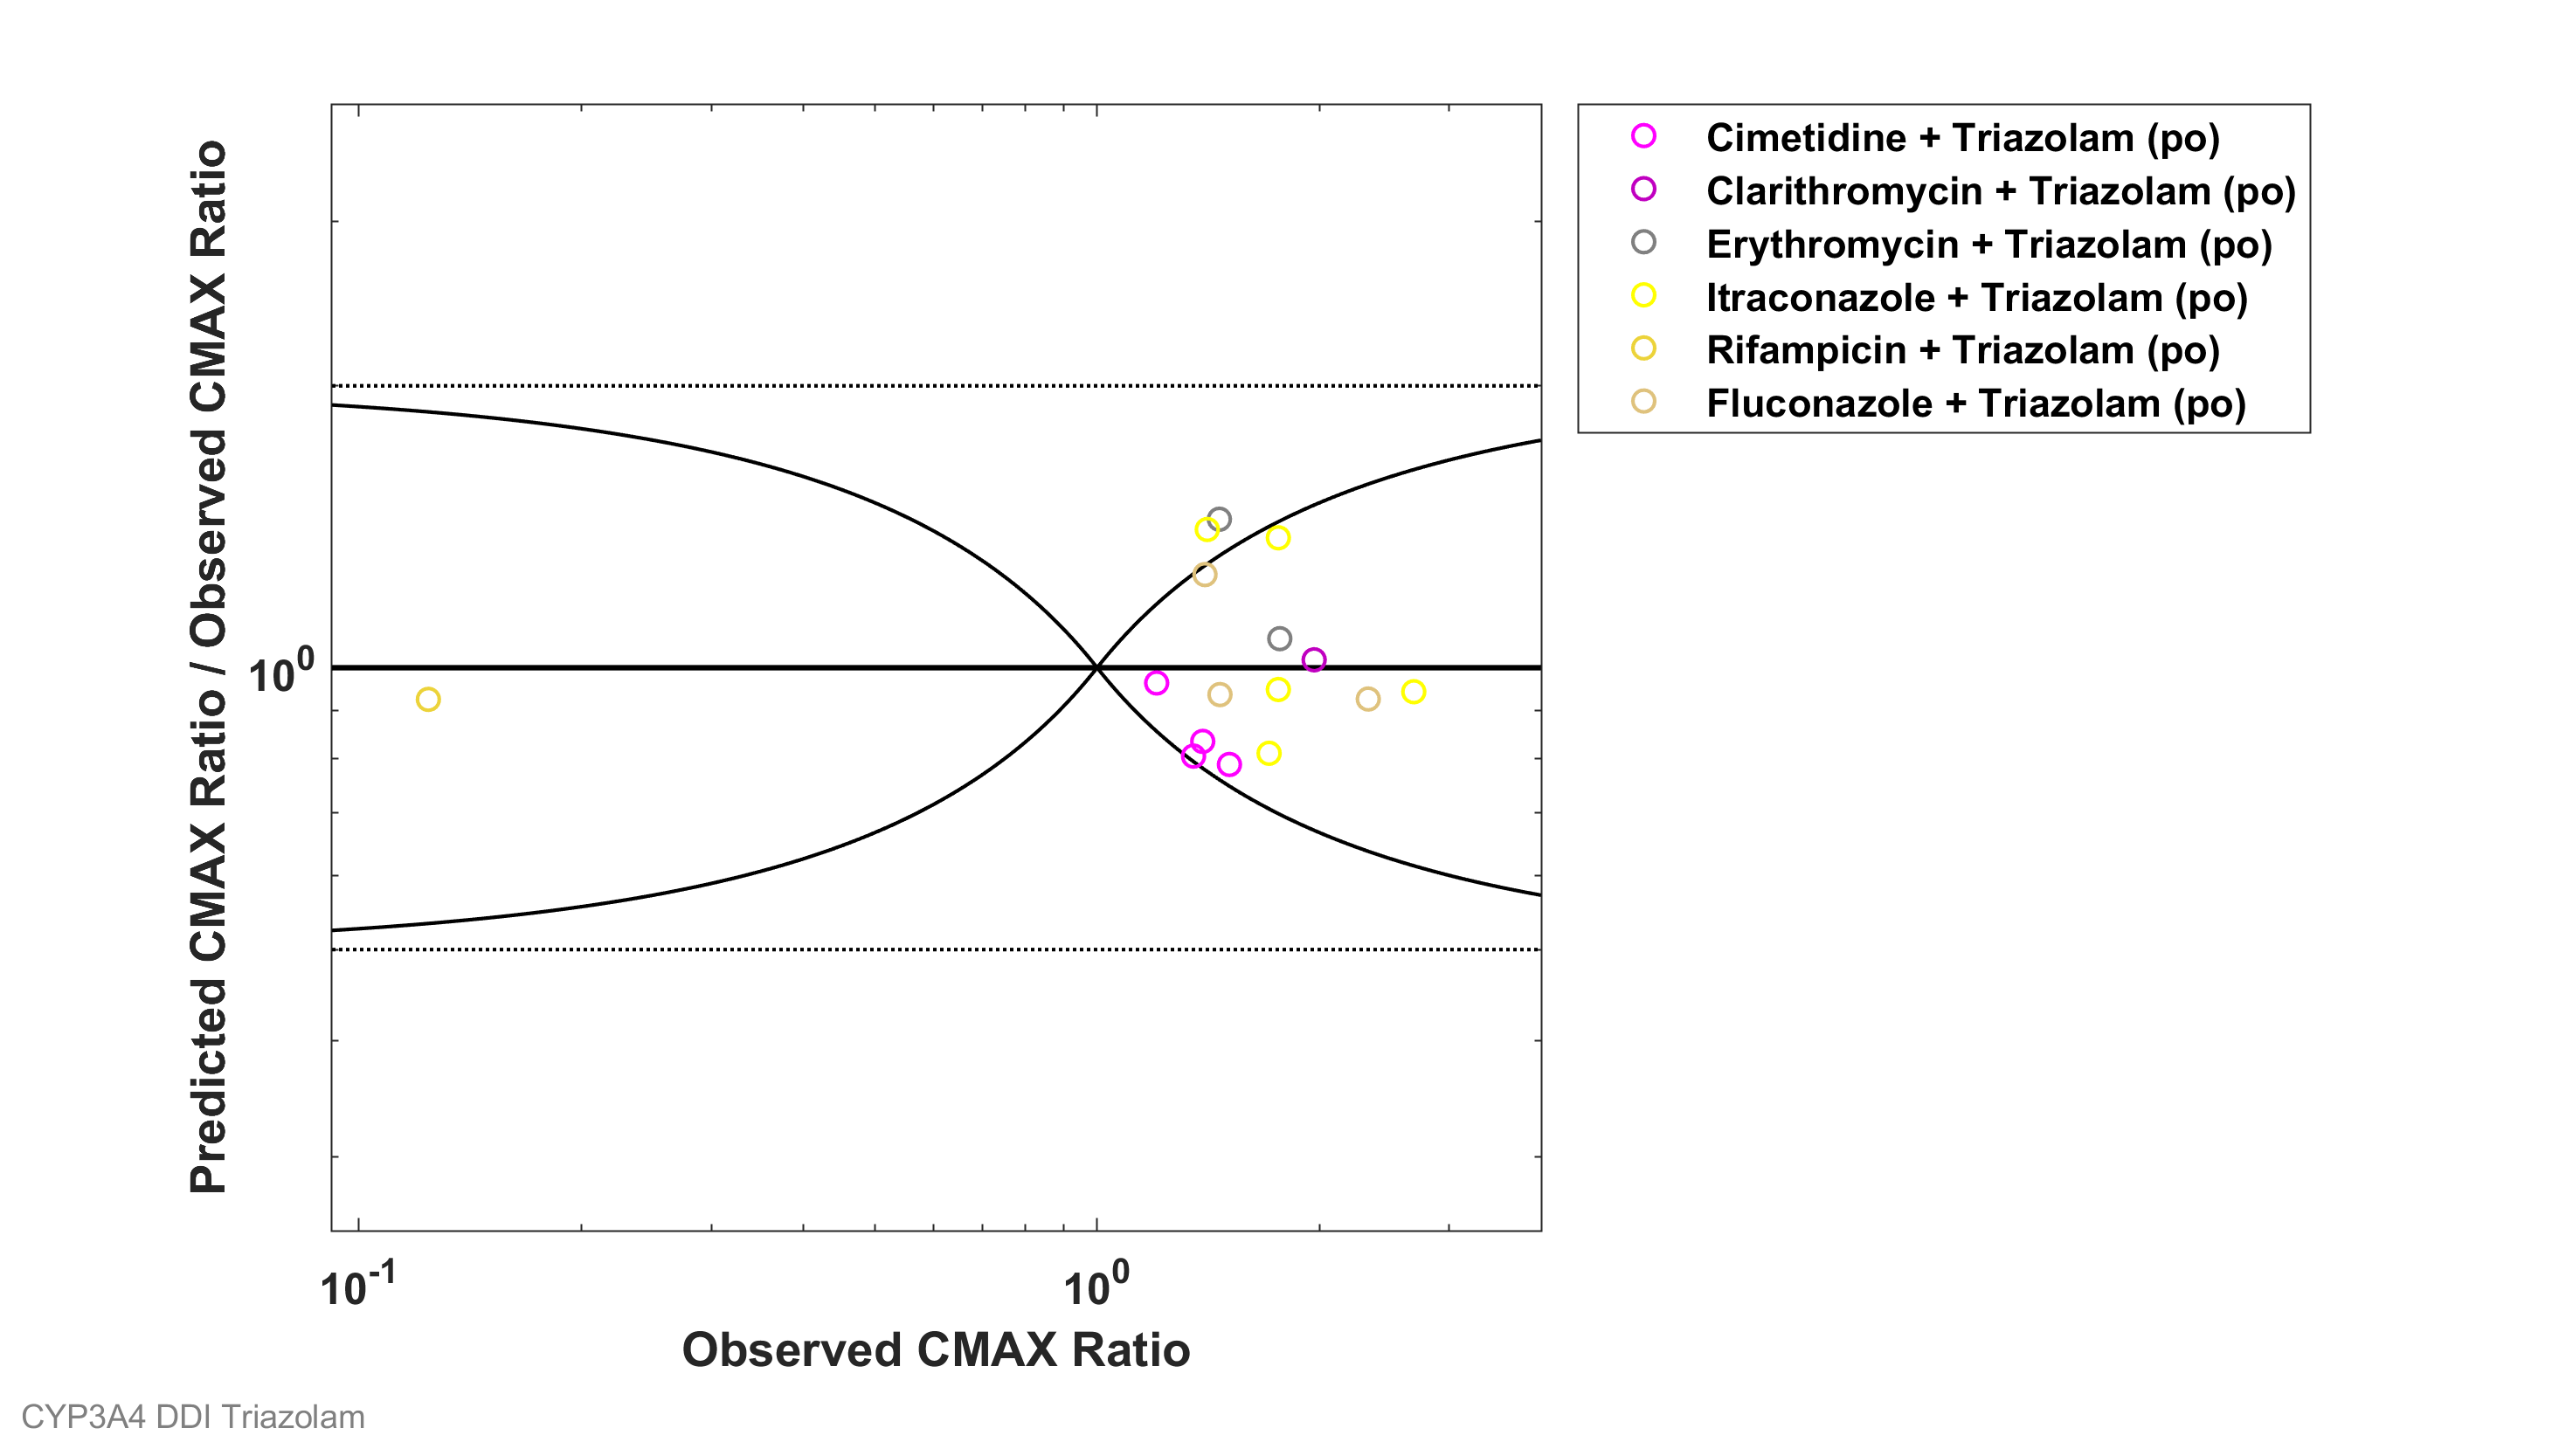 Predicted CMAX Ratio / Observed CMAX Ratio
10^0
10^-1
10^0
Observed CMAX Ratio
Cimetidine + Triazolam (po)
Clarithromycin + Triazolam (po)
Erythromycin + Triazolam (po)
Itraconazole + Triazolam (po)
Rifampicin + Triazolam (po)
Fluconazole + Triazolam (po)
CYP3A4 DDI Triazolam